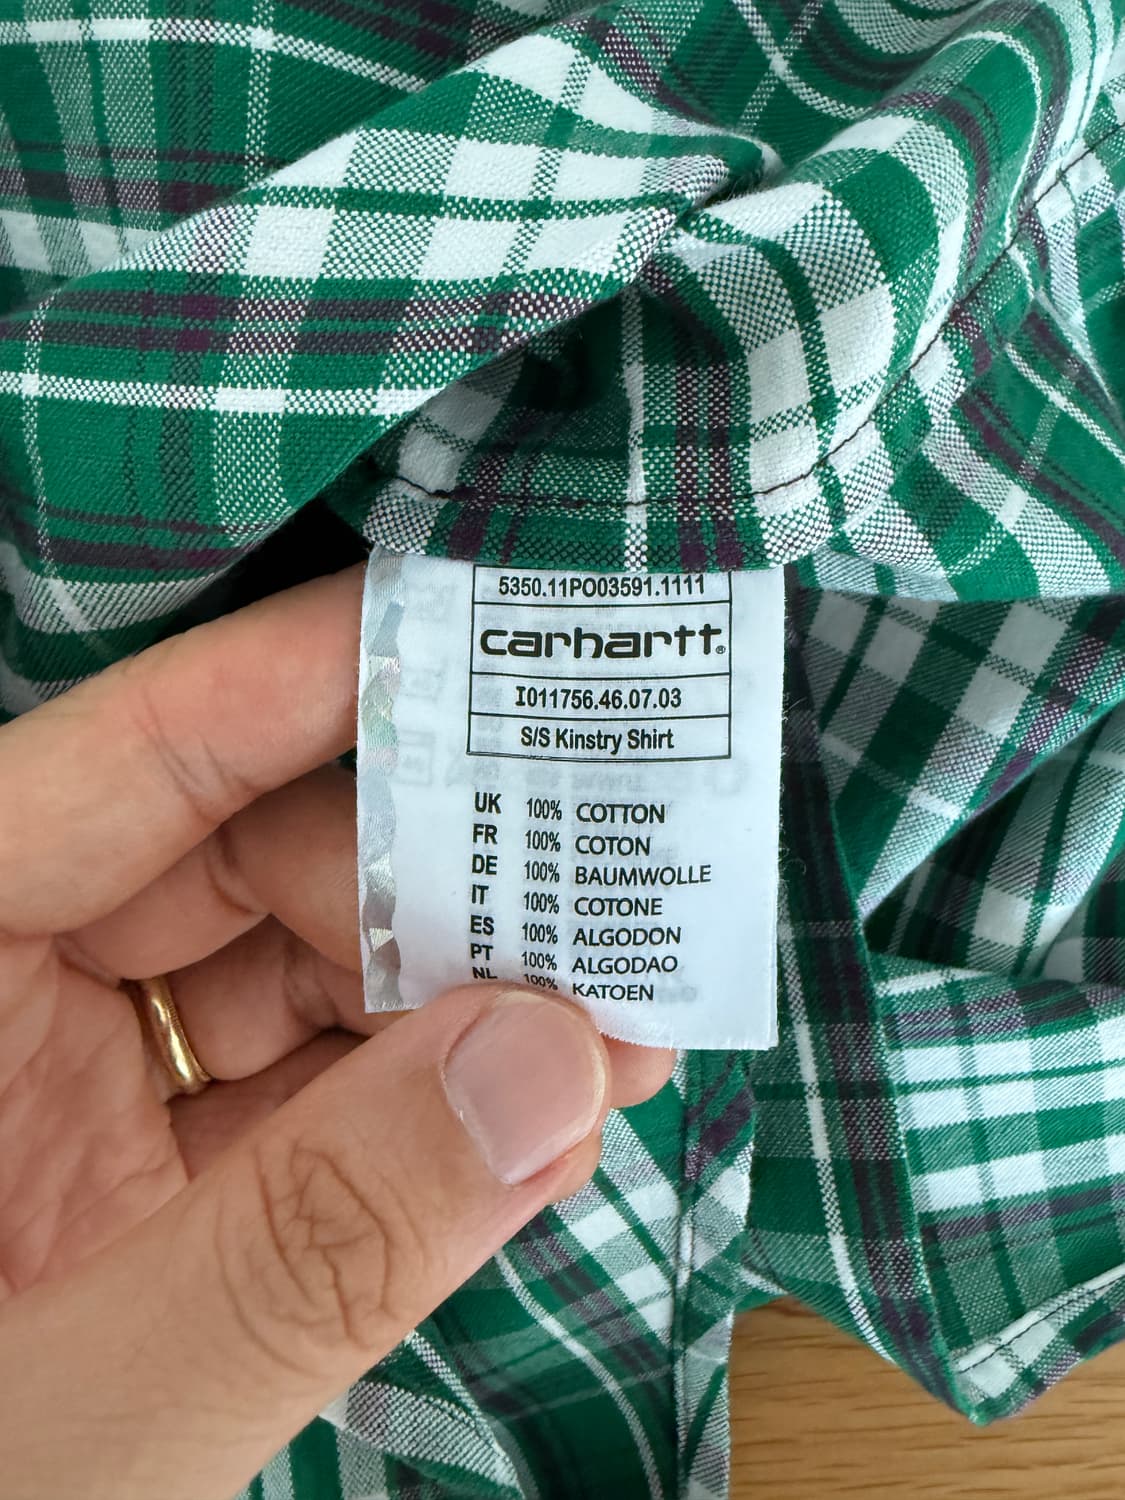 5350.11PO03591.1111
carhartt®
I011756.46.07.03
S/S Kinstry Shirt
UK 100% COTTON
FR 100% COTON
DE 100% BAUMWOLLE
IT 100% COTONE
ES 100% ALGODON
PT 100% ALGODAO
NL 100% KATOEN